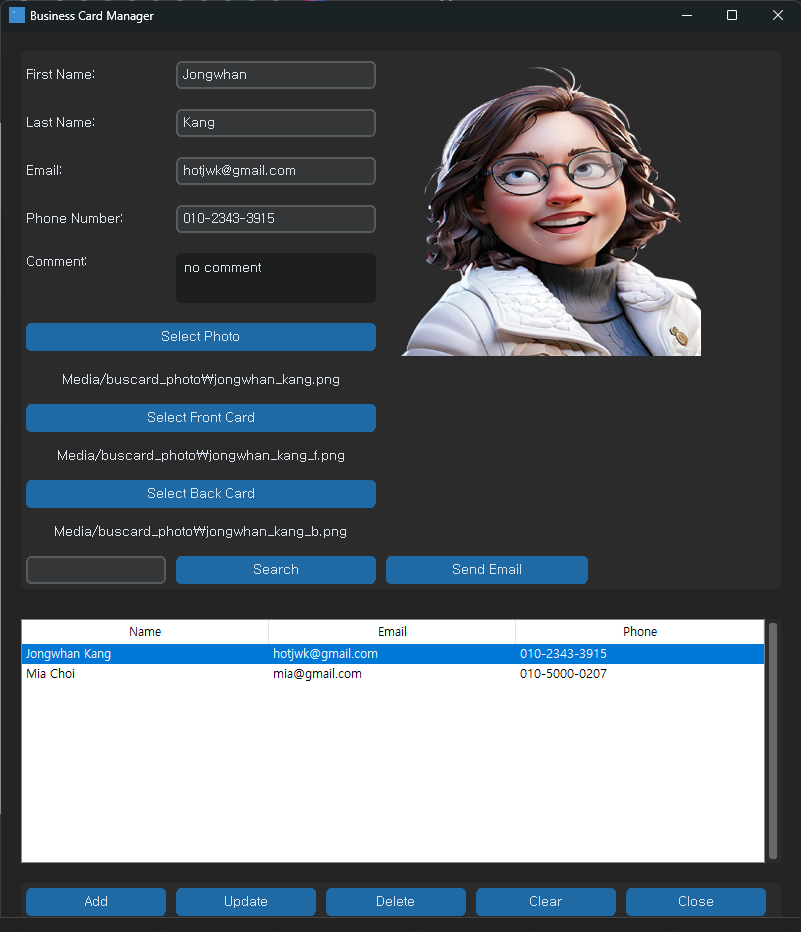 Business Card Manager
First Name: Jongwhan
Last Name: Kang
Email: hotjwk@gmail.com
Phone Number: 010-2343-3915
Comment: no comment
Select Photo
Media/buscard_photo₩jongwhan_kang.png
Select Front Card
Media/buscard_photo₩jongwhan_kang_f.png
Select Back Card
Media/buscard_photo₩jongwhan_kang_b.png
Search Send Email
Name Email Phone
Jongwhan Kang hotjwk@gmail.com 010-2343-3915
Mia Choi mia@gmail.com 010-5000-0207
Add Update Delete Clear Close